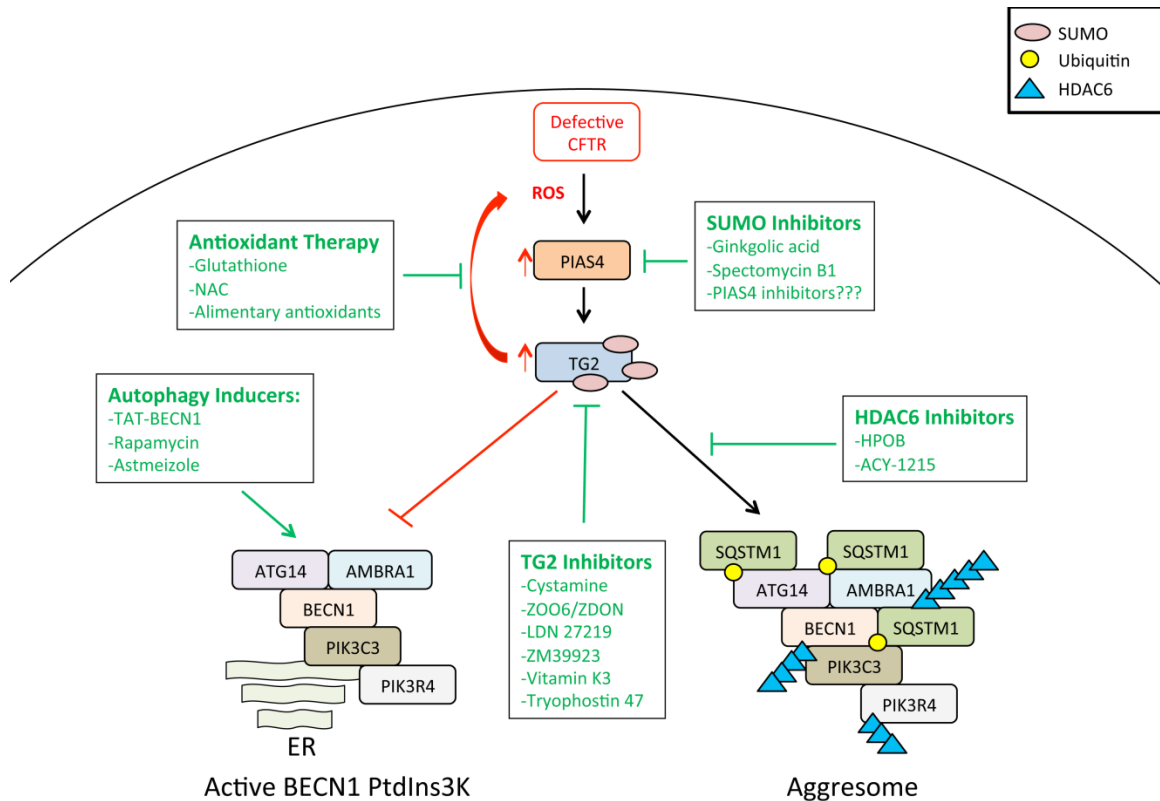 SUMO
Ubiquitin
HDAC6
Defective
CFTR
ROS
Antioxidant Therapy
-Glutathione
-NAC
-Alimentary antioxidants
PIAS4
SUMO Inhibitors
-Ginkgolic acid
-Spectomycin B1
-PIAS4 inhibitors???
TG2
Autophagy Inducers:
-TAT-BECN1
-Rapamycin
-Astmeizole
HDAC6 Inhibitors
-HPOB
-ACY-1215
ATG14
AMBRA1
BECN1
PIK3C3
PIK3R4
ER
Active BECN1 PtdIns3K
TG2 Inhibitors
-Cystamine
-ZOO6/ZDON
-LDN 27219
-ZM39923
-Vitamin K3
-Tryophostin 47
SQSTM1
SQSTM1
ATG14
AMBRA1
BECN1
SQSTM1
PIK3C3
PIK3R4
Aggresome